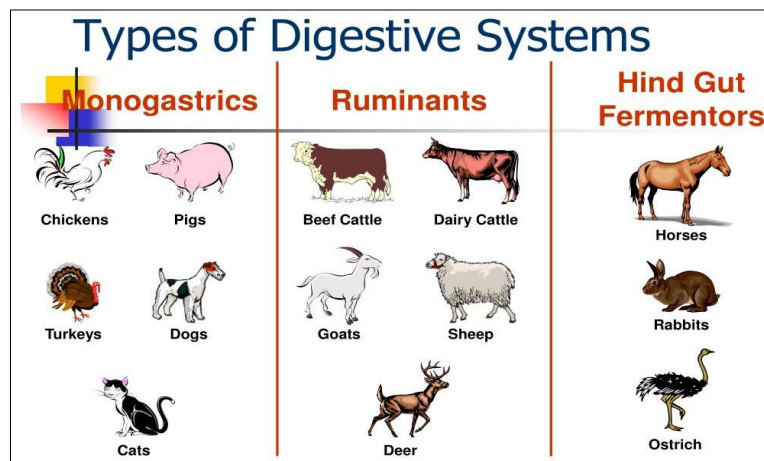 Types of Digestive Systems
Monogastrics
Chickens
Pigs
Turkeys
Dogs
Cats
Ruminants
Beef Cattle
Dairy Cattle
Goats
Sheep
Deer
Hind Gut
Fermentors
Horses
Rabbits
Ostrich